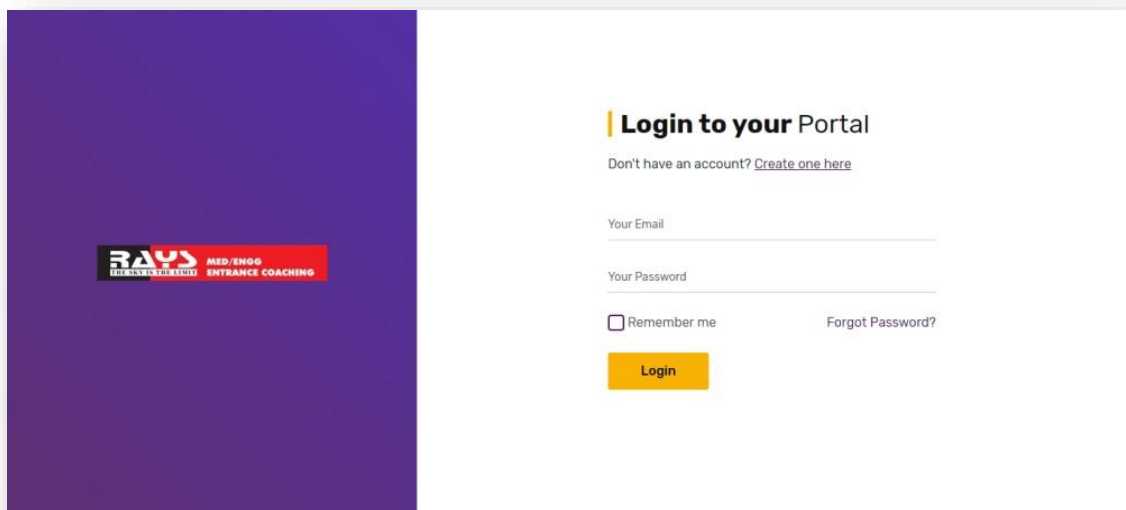 RAYS
THE SKY IS THE LIMIT
MED/ENGG
ENTRANCE COACHING
Login to your Portal
Don't have an account? Create one here
Your Email
Your Password
Remember me
Forgot Password?
Login